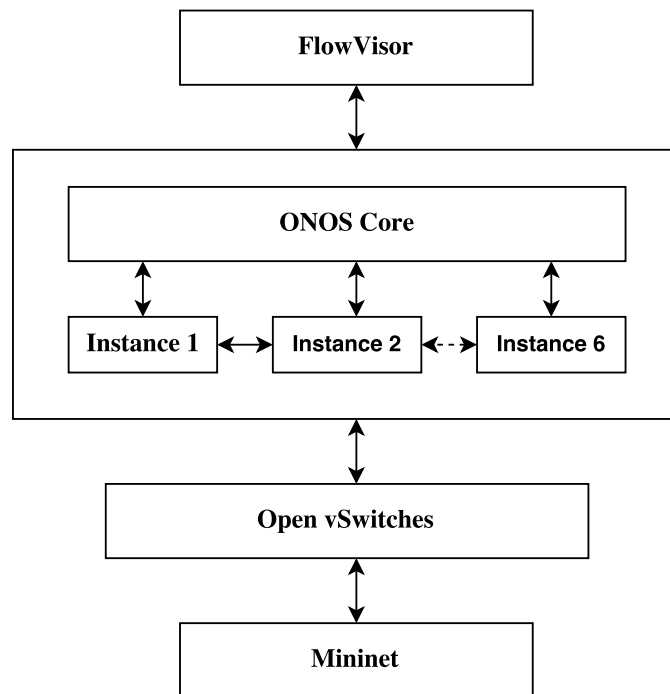 FlowVisor
ONOS Core
Instance 1
Instance 2
Instance 6
Open vSwitches
Mininet